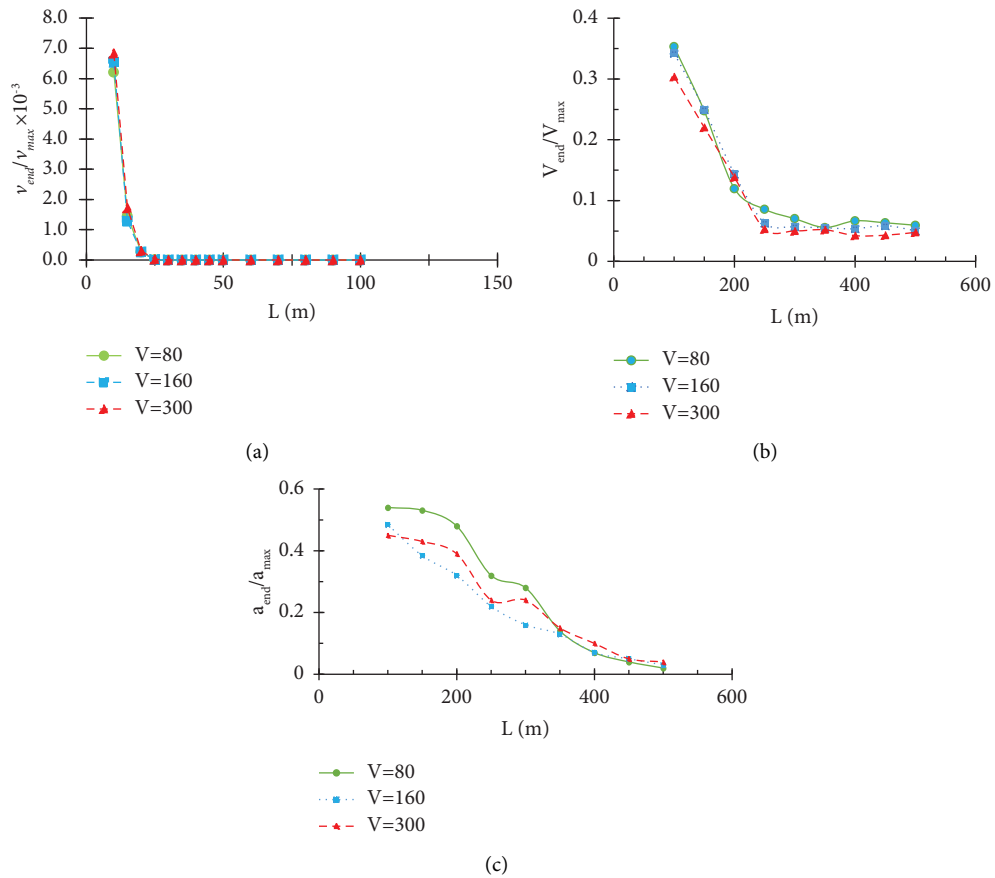 8.0
7.0
6.0
5.0
4.0
3.0
2.0
1.0
0.0
v_end/v_max ×10⁻³
0 50 100 150
L (m)
V=80
V=160
V=300
(a)
0.4
0.3
0.2
0.1
0
V_end/V_max
0 200 400 600
L (m)
V=80
V=160
V=300
(b)
0.6
0.4
0.2
0
a_end/a_max
0 200 400 600
L (m)
V=80
V=160
V=300
(c)